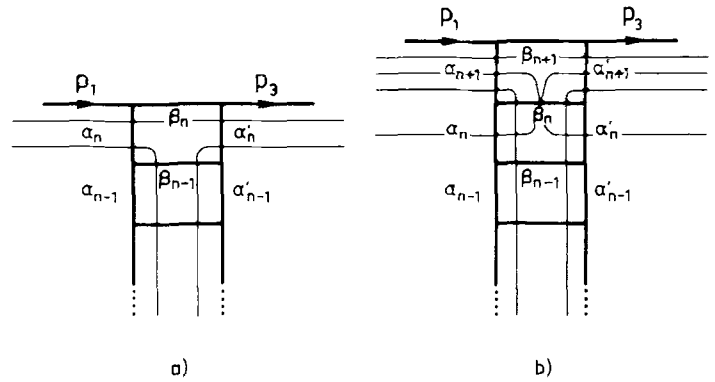 p₁ p₃
βₙ
αₙ α'ₙ
βₙ₋₁
αₙ₋₁ α'ₙ₋₁
a)
p₁ p₃
βₙ₊₁
αₙ₊₁ α'ₙ₊₁
βₙ
αₙ α'ₙ
βₙ₋₁
αₙ₋₁ α'ₙ₋₁
b)